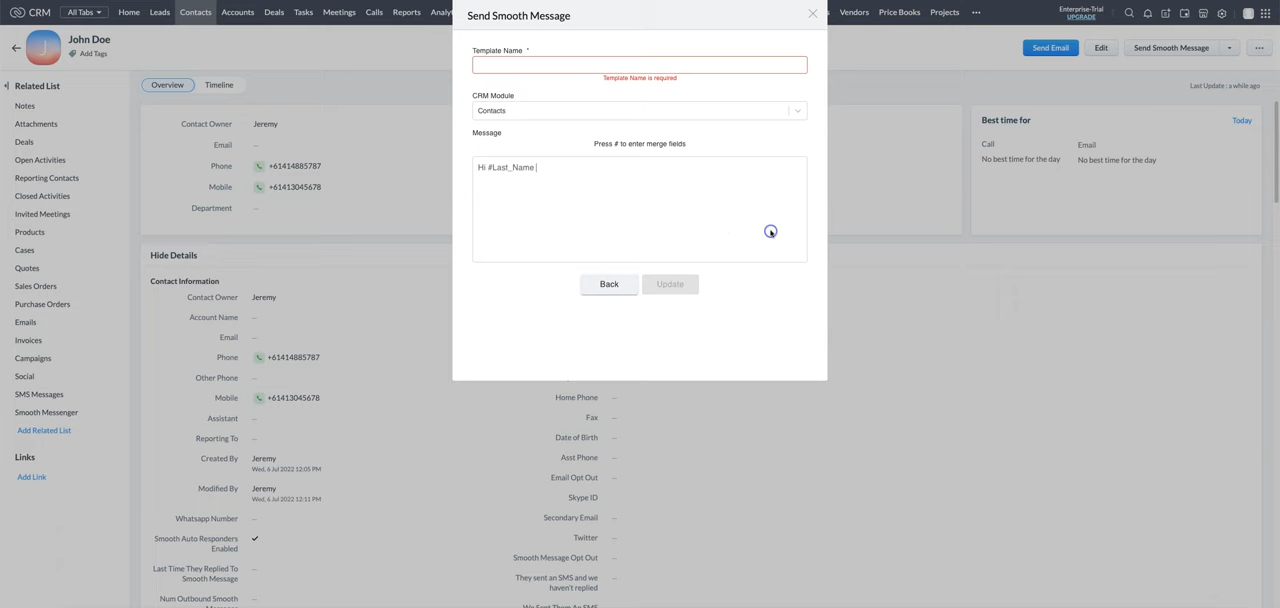 CRM All Tabs Home Leads Contacts Accounts Deals Tasks Meetings Calls Reports Vendors Price Books Projects Enterprise-Trial
UPGRADE
Send Smooth Message
J
John Doe
Add Tags
Send Email Edit Send Smooth Message
Related List
Notes
Attachments
Deals
Open Activities
Reporting Contacts
Closed Activities
Invited Meetings
Products
Cases
Quotes
Sales Orders
Purchase Orders
Emails
Invoices
Campaigns
Social
SMS Messages
Smooth Messenger
Add Related List
Links
Add Link
Overview Timeline
Last Update : a while ago
Contact Owner Jeremy
Email –
Phone +61414885787
Mobile +61413045678
Department –
Best time for Today
Call Email
No best time for the day No best time for the day
Hide Details
Contact Information
Contact Owner Jeremy
Account Name –
Email –
Phone +61414885787
Other Phone –
Mobile +61413045678
Assistant –
Reporting To –
Created By Jeremy
Wed, 6 Jul 2022 12:05 PM
Modified By Jeremy
Wed, 6 Jul 2022 12:11 PM
Whatsapp Number –
Smooth Auto Responders
Enabled
Last Time They Replied To –
Smooth Message
Num Outbound Smooth –
Home Phone –
Fax –
Date of Birth –
Asst Phone –
Email Opt Out –
Skype ID
Secondary Email –
Twitter –
Smooth Message Opt Out –
They sent an SMS and we –
haven't replied
We Sent Them An SMS
Template Name *
Template Name is required
CRM Module
Contacts
Message
Press # to enter merge fields
Hi #Last_Name
Back Update